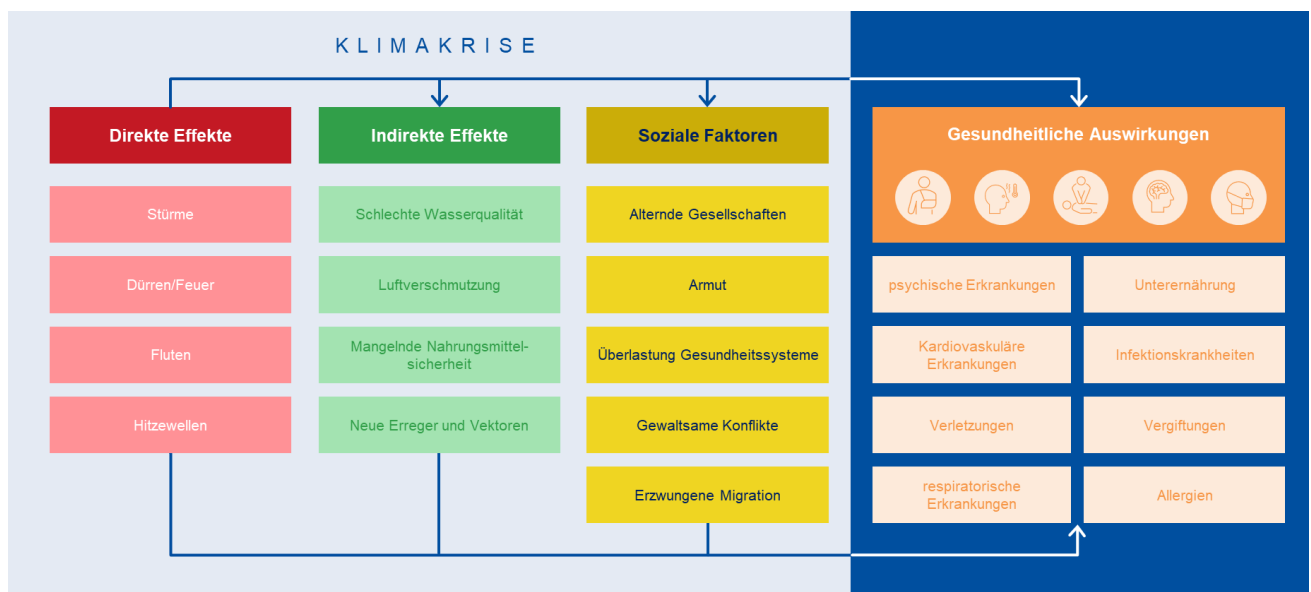 KLIMAKRISE
Direkte Effekte
Stürme
Dürren/Feuer
Fluten
Hitzewellen
Indirekte Effekte
Schlechte Wasserqualität
Luftverschmutzung
Mangelnde Nahrungsmittel-
sicherheit
Neue Erreger und Vektoren
Soziale Faktoren
Alternde Gesellschaften
Armut
Überlastung Gesundheitssysteme
Gewaltsame Konflikte
Erzwungene Migration
Gesundheitliche Auswirkungen
psychische Erkrankungen
Unterernährung
Kardiovaskuläre
Erkrankungen
Infektionskrankheiten
Verletzungen
Vergiftungen
respiratorische
Erkrankungen
Allergien